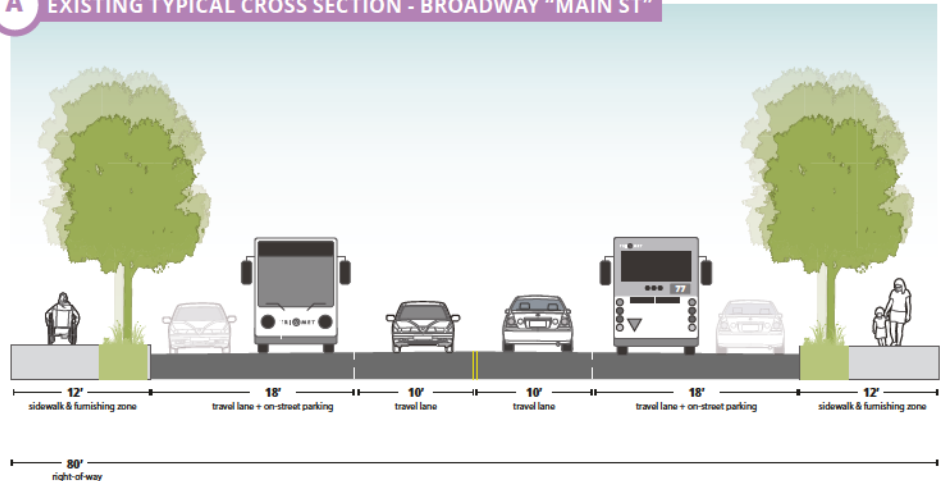 A
EXISTING TYPICAL CROSS SECTION - BROADWAY "MAIN ST"
TRIMET
77
TRI MET
12'
18'
10'
10'
18'
12'
sidewalk & furnishing zone
travel lane + on-street parking
travel lane
travel lane
travel lane + on-street parking
sidewalk & furnishing zone
80'
right-of-way